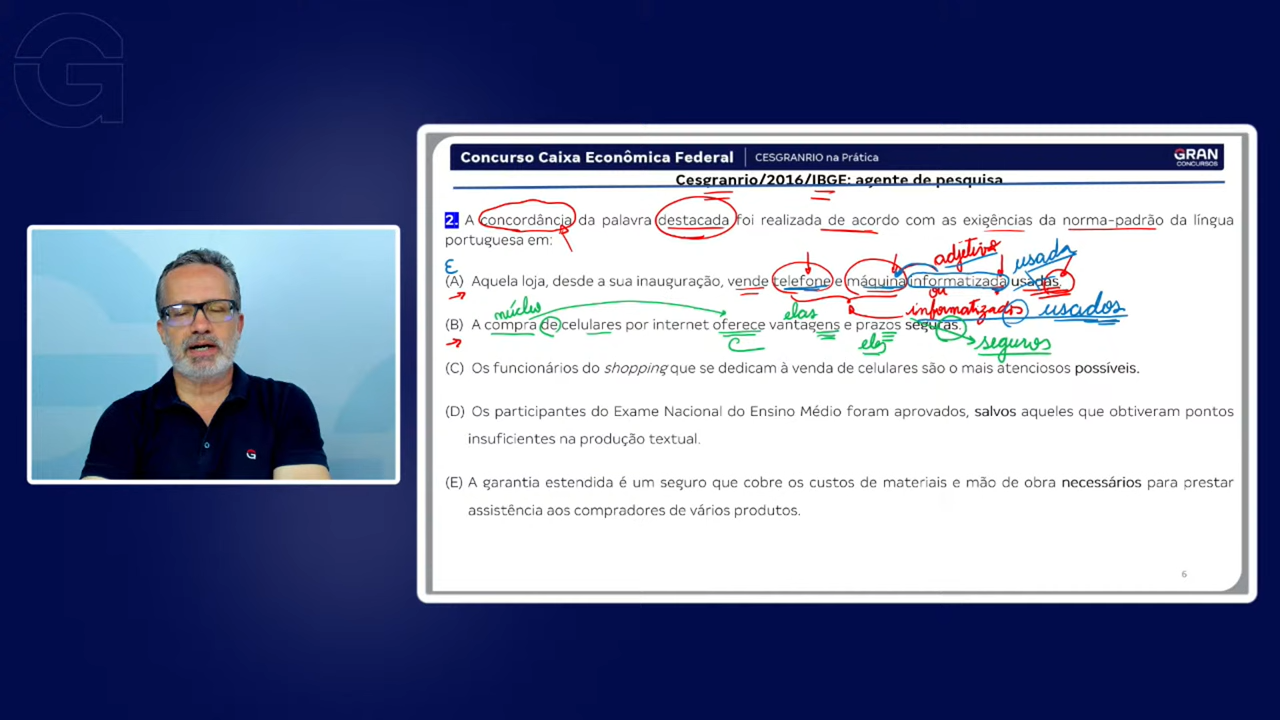 Concurso Caixa Econômica Federal | CESGRANRIO na Prática
GRAN
CONCURSOS
Cesgranrio/2016/IBGE: agente de pesquisa
2. A concordância da palavra destacada foi realizada de acordo com as exigências da norma-padrão da língua
portuguesa em:
adjetivo
usada
E
(A) Aquela loja, desde a sua inauguração, vende telefone e máquina informatizada usadas.
ou
núcleo
elas
informatizados
usados
(B) A compra de celulares por internet oferece vantagens e prazos seguras.
C
eles
seguros
(C) Os funcionários do shopping que se dedicam à venda de celulares são o mais atenciosos possíveis.
(D) Os participantes do Exame Nacional do Ensino Médio foram aprovados, salvos aqueles que obtiveram pontos
insuficientes na produção textual.
(E) A garantia estendida é um seguro que cobre os custos de materiais e mão de obra necessários para prestar
assistência aos compradores de vários produtos.
6